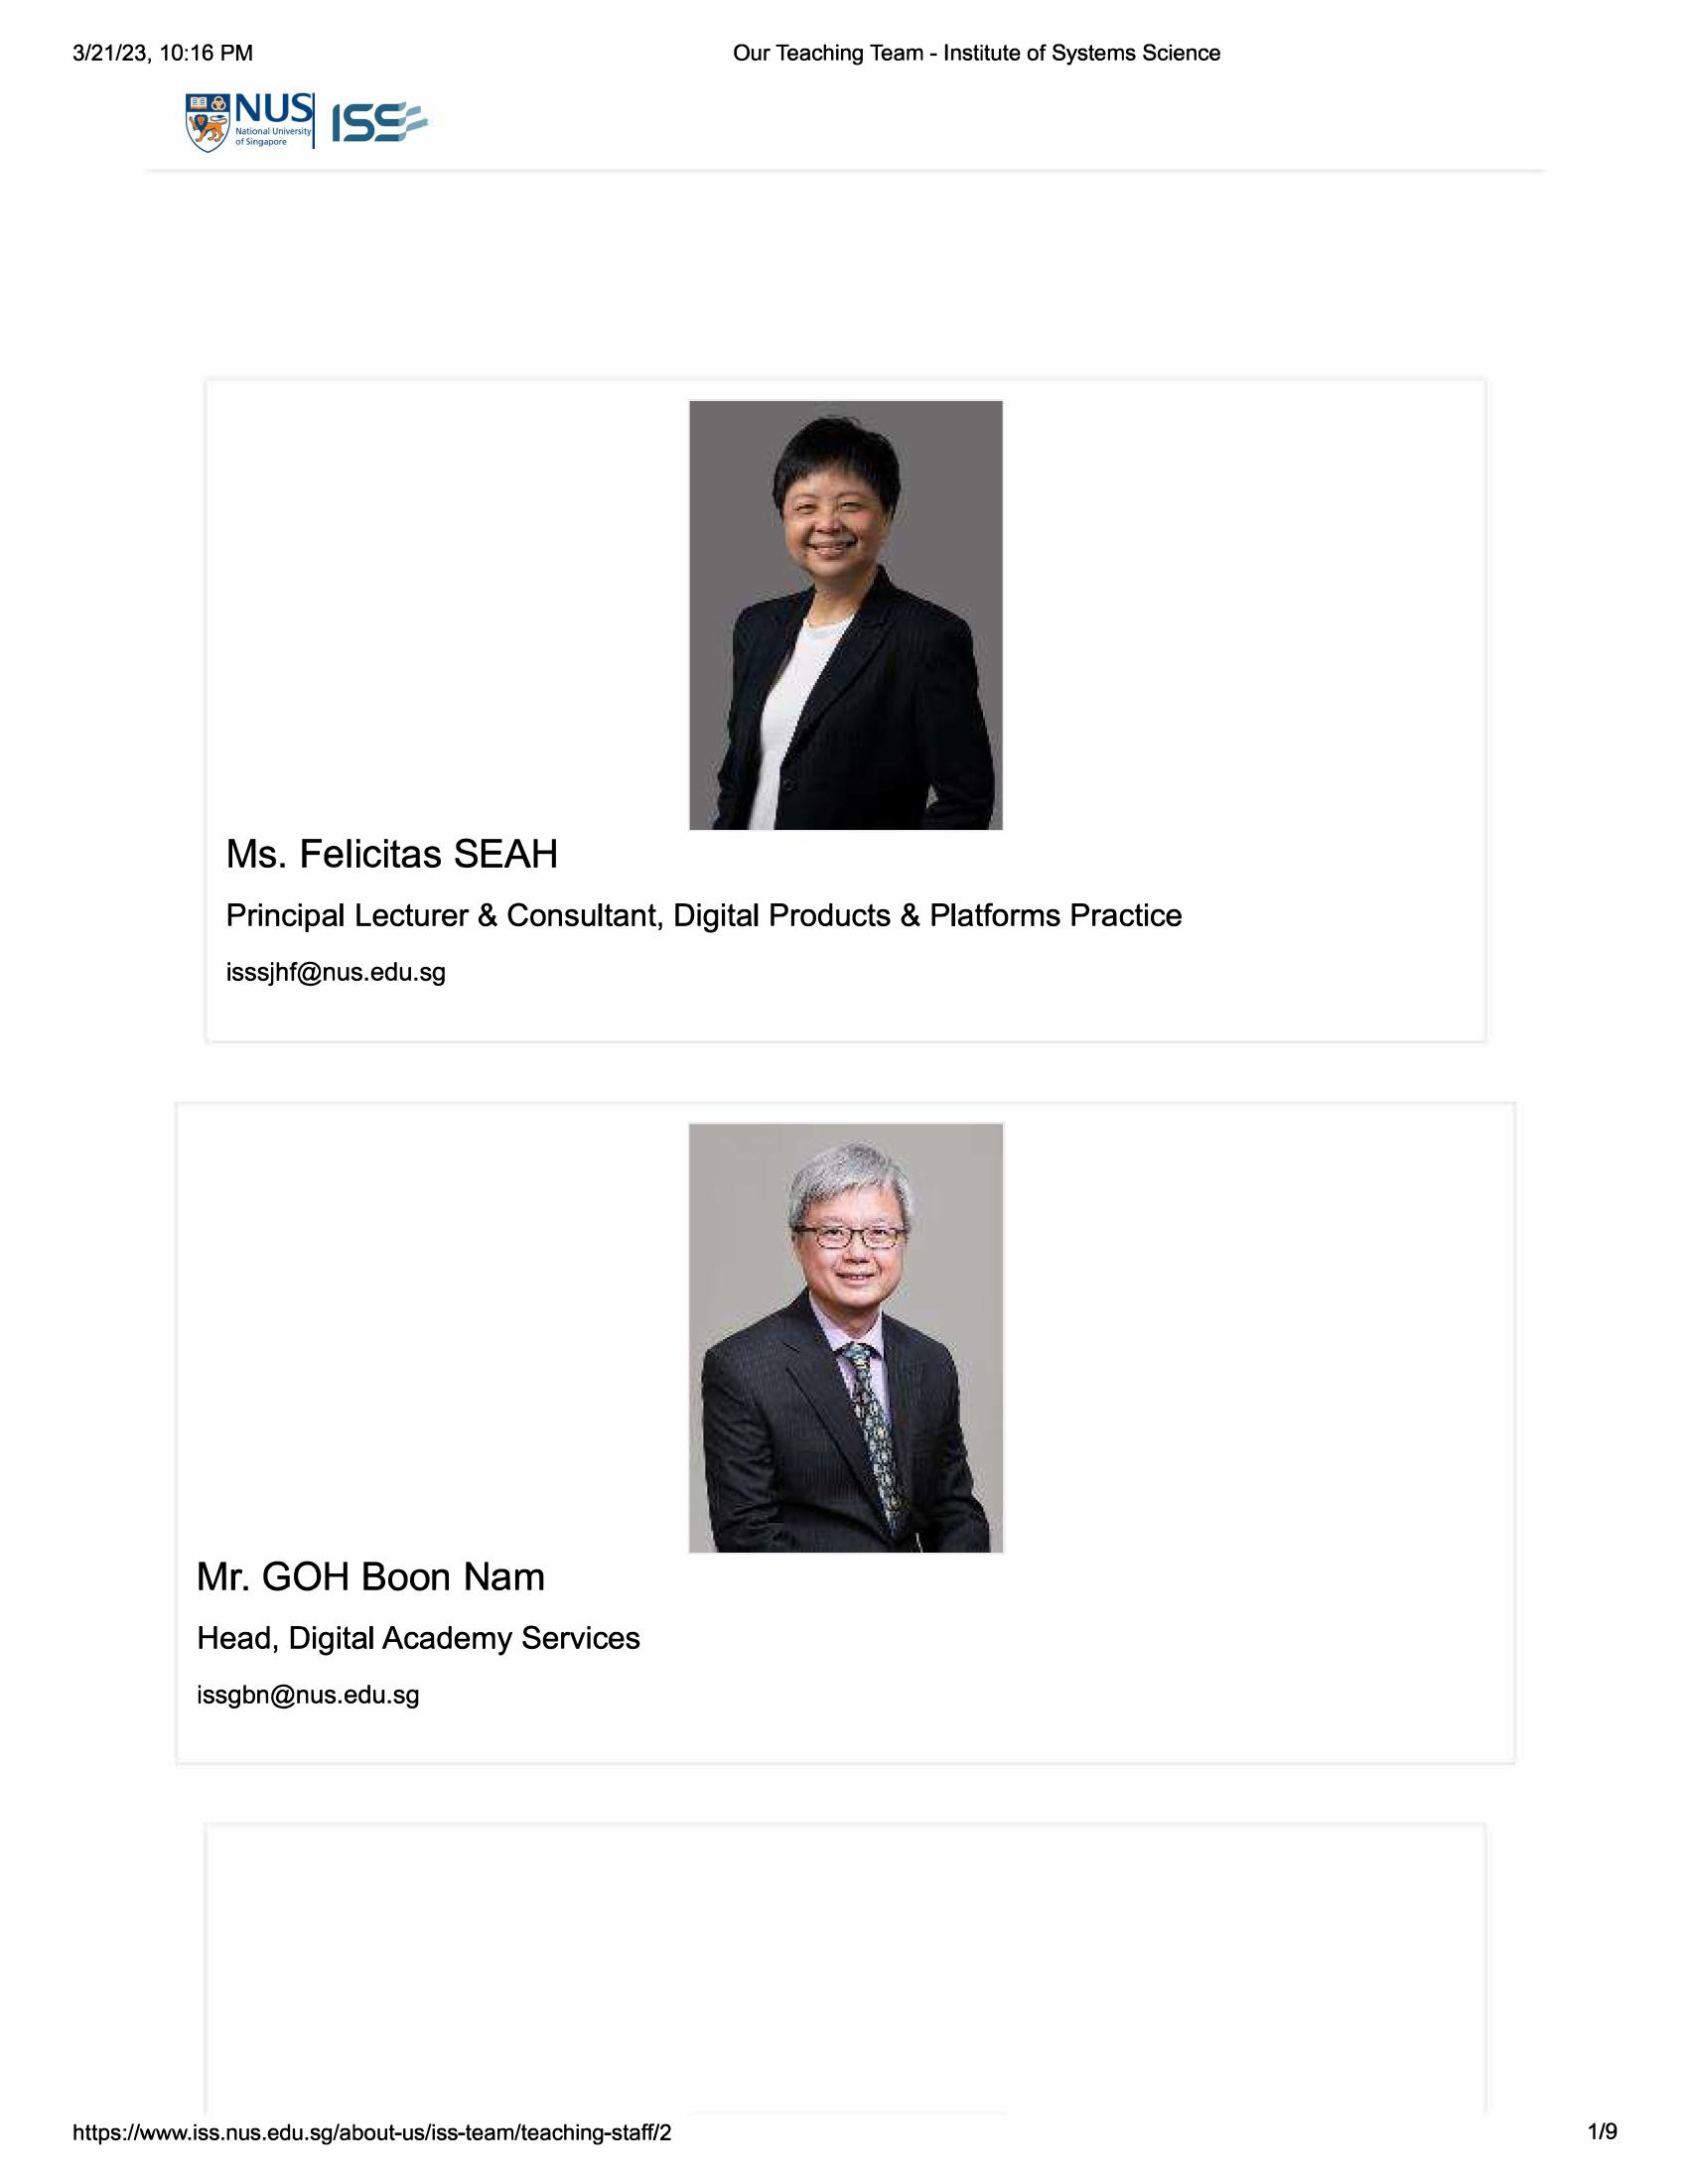 3/21/23, 10:16 PM
Our Teaching Team - Institute of Systems Science
NUS
National University
of Singapore
ISS
Ms. Felicitas SEAH
Principal Lecturer & Consultant, Digital Products & Platforms Practice
isssjhf@nus.edu.sg
Mr. GOH Boon Nam
Head, Digital Academy Services
issgbn@nus.edu.sg
https://www.iss.nus.edu.sg/about-us/iss-team/teaching-staff/2
1/9